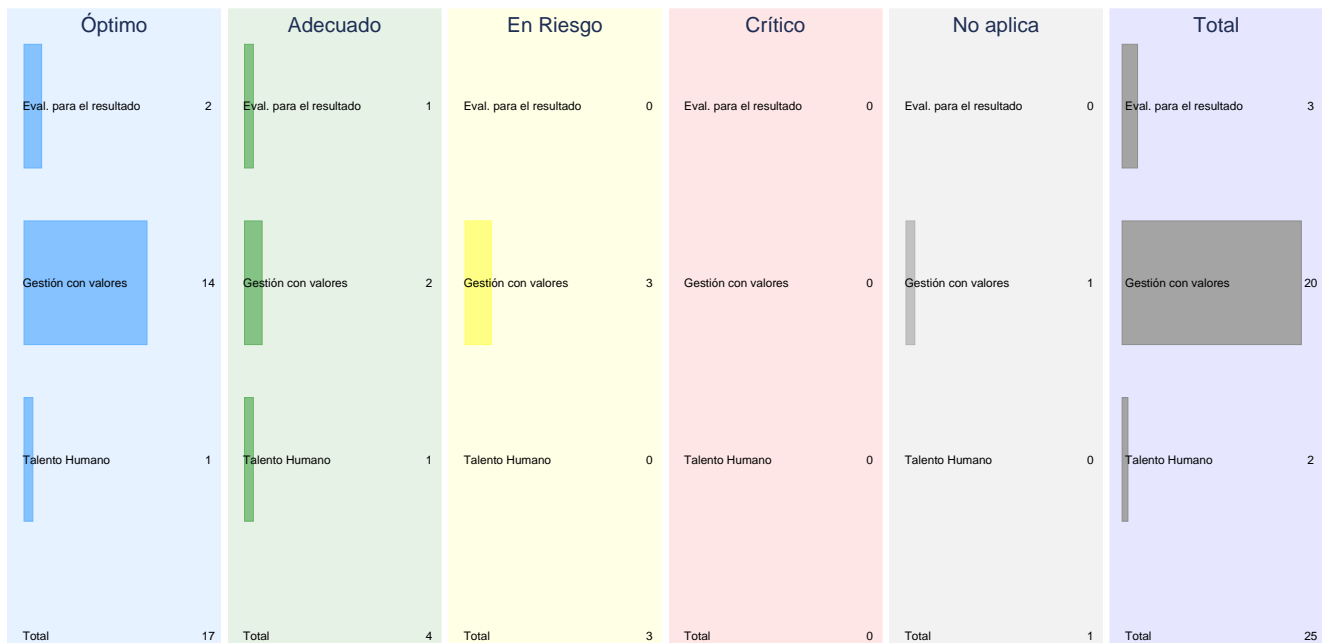 Óptimo Adecuado En Riesgo Crítico No aplica Total
Eval. para el resultado 2 Eval. para el resultado 1 Eval. para el resultado 0 Eval. para el resultado 0 Eval. para el resultado 0 Eval. para el resultado 3
Gestión con valores 14 Gestión con valores 2 Gestión con valores 3 Gestión con valores 0 Gestión con valores 1 Gestión con valores 20
Talento Humano 1 Talento Humano 1 Talento Humano 0 Talento Humano 0 Talento Humano 0 Talento Humano 2
Total 17 Total 4 Total 3 Total 0 Total 1 Total 25